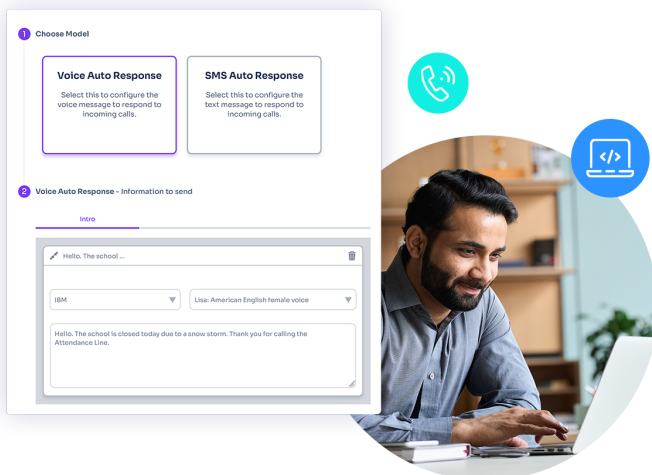 1 Choose Model
Voice Auto Response
Select this to configure the
voice message to respond to
incoming calls.
SMS Auto Response
Select this to configure the
text message to respond to
incoming calls.
2 Voice Auto Response - Information to send
Intro
Hello. The school ...
IBM
Lisa: American English female voice
Hello. The school is closed today due to a snow storm. Thank you for calling the
Attendance Line.
</>